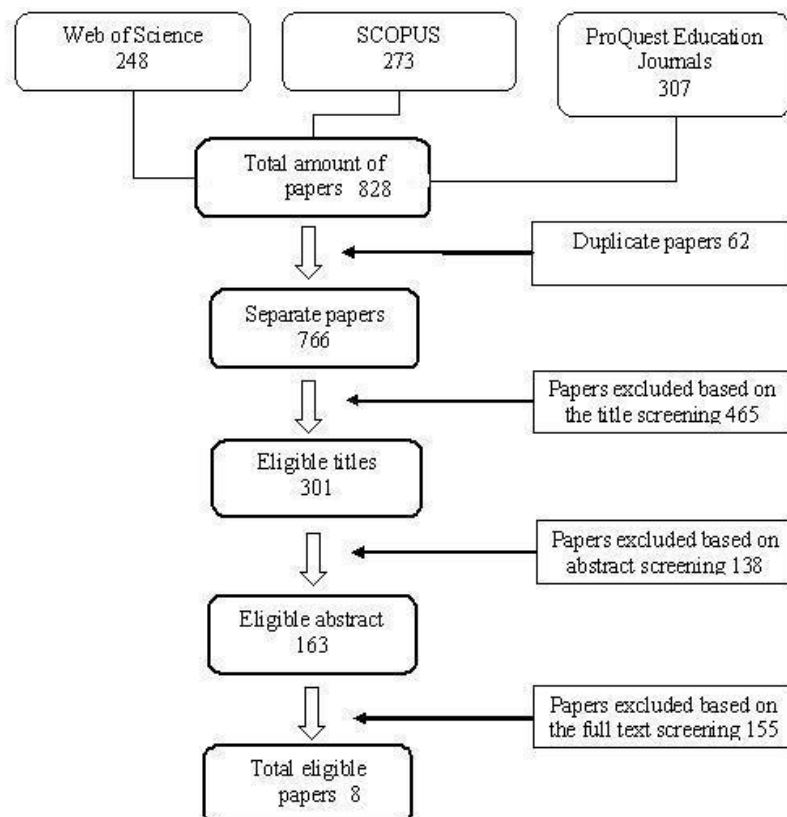 Web of Science
248
SCOPUS
273
ProQuest Education
Journals
307
Total amount of
papers 828
Duplicate papers 62
Separate papers
766
Papers excluded based on
the title screening 465
Eligible titles
301
Papers excluded based on
abstract screening 138
Eligible abstract
163
Papers excluded based on
the full text screening 155
Total eligible
papers 8